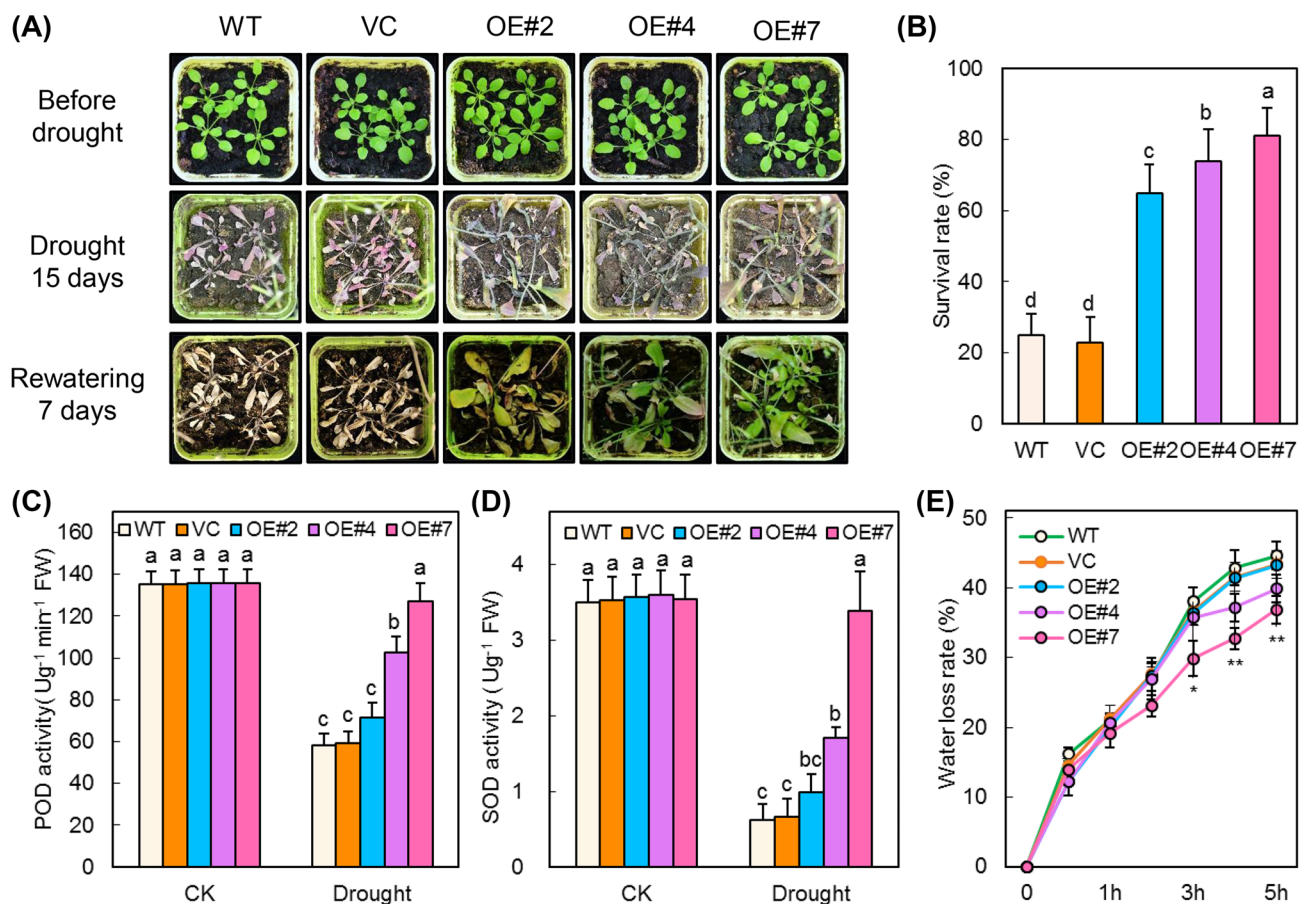 (A)
WT VC OE#2 OE#4 OE#7
Before
drought
Drought
15 days
Rewatering
7 days
(B)
Survival rate (%)
100
80
60
40
20
0
d
d
c
b
a
WT VC OE#2 OE#4 OE#7
(C)
POD activity( Ug⁻¹ min⁻¹ FW)
160
140
120
100
80
60
40
20
0
WT VC OE#2 OE#4 OE#7
a a a a a
c c c b a
CK Drought
(D)
SOD activity ( Ug⁻¹ FW)
4
3
2
1
0
WT VC OE#2 OE#4 OE#7
a a a a a
c c bc b a
CK Drought
(E)
Water loss rate (%)
50
40
30
20
10
0
WT
VC
OE#2
OE#4
OE#7
*
**
**
0 1h 3h 5h